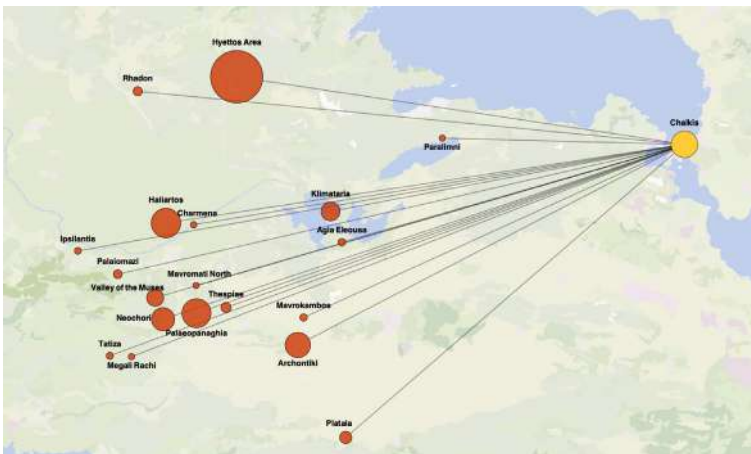 Hyettos Area
Rhadon
Chalkis
Paralimni
Klimataria
Haliartos
Charmena
Agia Eleousa
Ipsilantis
Palaiomazi
Mavromati North
Valley of the Muses
Thespies
Mavrokambos
Neochori
Palaeopanaghia
Tatiza
Megali Rachi
Archontiki
Plataia